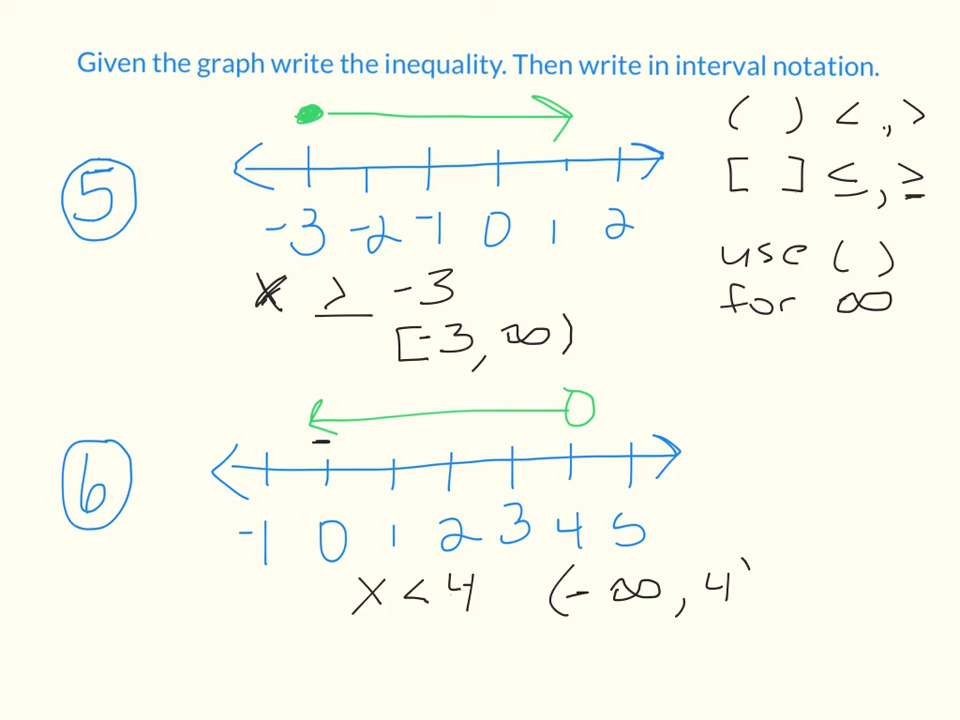 Given the graph write the inequality. Then write in interval notation.
( ) < , >
[ ] ≤ , ≥
use ( )
for ∞
5
-3 -2 -1 0 1 2
x ≥ -3
[-3, ∞)
6
-1 0 1 2 3 4 5
x < 4 (-∞, 4